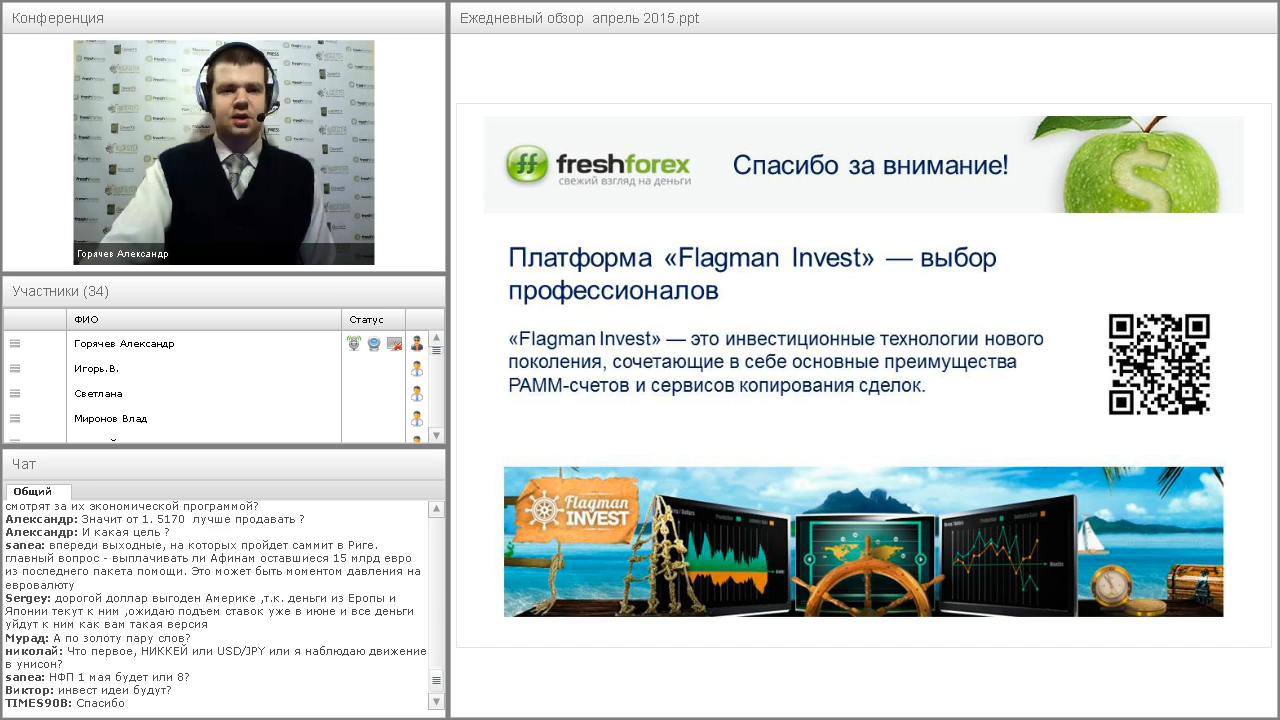 Конференция
Горячев Александр
Участники (34)
ФИО
Статус
Горячев Александр
Игорь.В.
Светлана
Миронов Влад
Чат
Общий
смотрят за их экономической программой?
Александр: Значит от 1. 5170 лучше продавать ?
Александр: И какая цель ?
sanea: впереди выходные, на которых пройдет саммит в Риге.
главный вопрос - выплачивать ли Афинам оставшиеся 15 млрд евро
из последнего пакета помощи. Это может быть моментом давления на
евровалюту
Sergey: дорогой доллар выгоден Америке ,т.к. деньги из Еропы и
Японии текут к ним ,ожидаю подъем ставок уже в июне и все деньги
уйдут к ним как вам такая версия
Мурад: А по золоту пару слов?
николай: Что первое, НИККЕЙ или USD/JPY или я наблюдаю движение
в унисон?
sanea: НФП 1 мая будет или 8?
Виктор: инвест идеи будут?
TIMES90B: Спасибо
Ежедневный обзор апрель 2015.ppt
freshforex
свежий взгляд на деньги
Спасибо за внимание!
Платформа «Flagman Invest» — выбор
профессионалов
«Flagman Invest» — это инвестиционные технологии нового
поколения, сочетающие в себе основные преимущества
PAMM-счетов и сервисов копирования сделок.
Flagman
INVEST